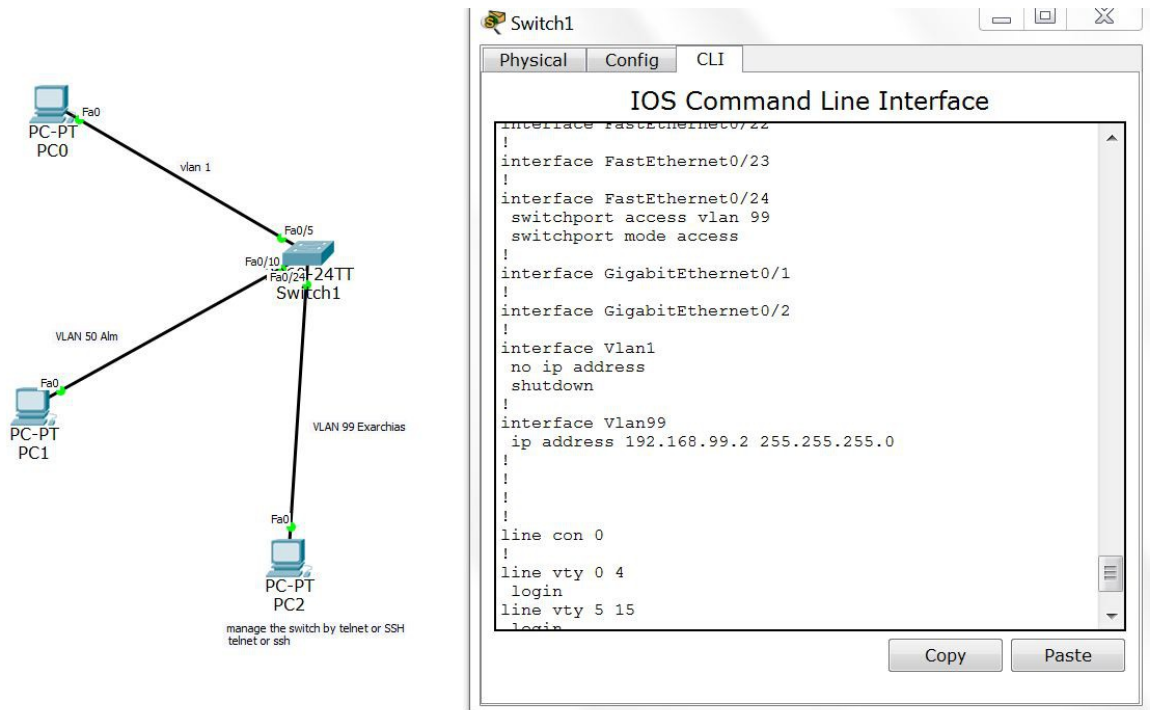 Fa0
PC-PT
PC0
vlan 1
Fa0/5
Fa0/10
Fa0/24
24TT
Switch1
VLAN 50 Alm
Fa0
PC-PT
PC1
VLAN 99 Exarchias
Fa0
PC-PT
PC2
manage the switch by telnet or SSH
telnet or ssh
Switch1
Physical Config CLI
IOS Command Line Interface
interface FastEthernet0/22
!
interface FastEthernet0/23
!
interface FastEthernet0/24
switchport access vlan 99
switchport mode access
!
interface GigabitEthernet0/1
!
interface GigabitEthernet0/2
!
interface Vlan1
no ip address
shutdown
!
interface Vlan99
ip address 192.168.99.2 255.255.255.0
!
!
!
!
line con 0
!
line vty 0 4
login
line vty 5 15
login
Copy Paste